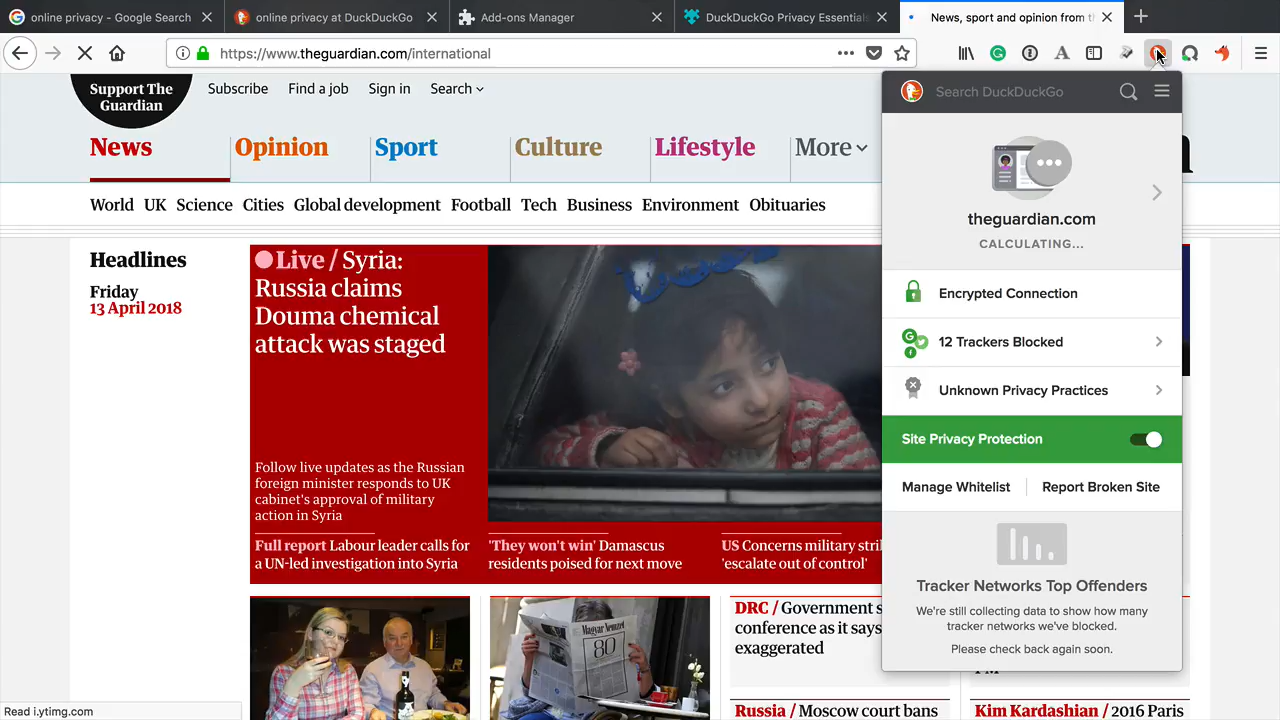 online privacy - Google Search
online privacy at DuckDuckGo
Add-ons Manager
DuckDuckGo Privacy Essentials
News, sport and opinion from t
https://www.theguardian.com/international
Support The
Guardian
Subscribe
Find a job
Sign in
Search
News
Opinion
Sport
Culture
Lifestyle
More
World
UK
Science
Cities
Global development
Football
Tech
Business
Environment
Obituaries
Headlines
Friday
13 April 2018
Live / Syria:
Russia claims
Douma chemical
attack was staged
Follow live updates as the Russian
foreign minister responds to UK
cabinet's approval of military
action in Syria
Full report Labour leader calls for
a UN-led investigation into Syria
'They won't win' Damascus
residents poised for next move
US Concerns military stri
'escalate out of control'
DRC / Government s
conference as it says
exaggerated
Magyar Nemzet
80
Russia / Moscow court bans
Kim Kardashian / 2016 Paris
Read i.ytimg.com
Search DuckDuckGo
theguardian.com
CALCULATING...
Encrypted Connection
12 Trackers Blocked
Unknown Privacy Practices
Site Privacy Protection
Manage Whitelist
Report Broken Site
Tracker Networks Top Offenders
We're still collecting data to show how many
tracker networks we've blocked.
Please check back again soon.